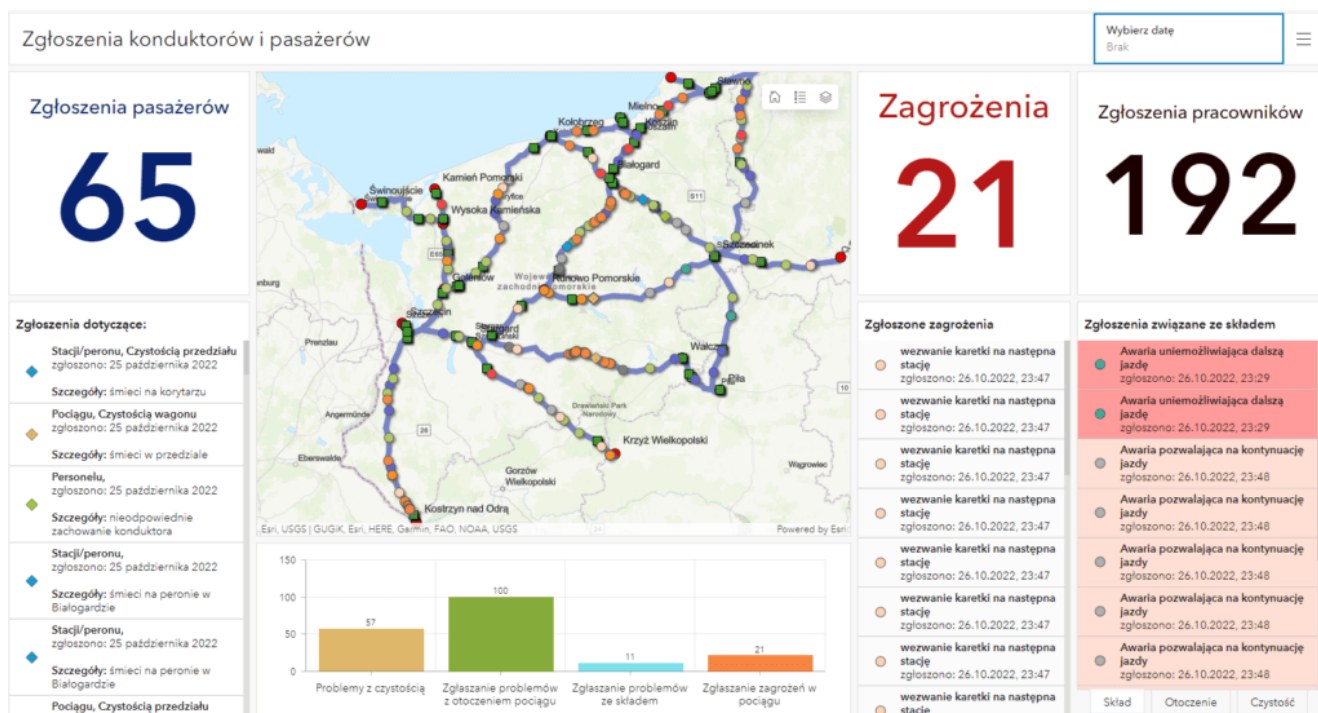 Zgłoszenia konduktorów i pasażerów
Wybierz datę
Brak
Zgłoszenia pasażerów
65
Zagrożenia
21
Zgłoszenia pracowników
192
Sławno
Mielno
Kołobrzeg
Koszalin
Białogard
Świnoujście
Kamień Pomorski
Wysoka Kamieńska
Gryfice
S11
E65
Szczecinek
Goleniów
Runowo Pomorskie
zachodniopomorskie
Szczecin
Stargard
Prenzlau
Wałcz
Piła
10
Angermünde
26
Drawieński Park
Narodowy
Krzyż Wielkopolski
Eberswalde
Gorzów
Wielkopolski
Wągrowiec
Kostrzyn nad Odrą
Esri, USGS | GUGiK, Esri, HERE, Garmin, FAO, NOAA, USGS
Powered by Esri
Zgłoszenia dotyczące:
Stacji/peronu, Czystością przedziału
zgłoszono: 25 października 2022
Szczegóły: śmieci na korytarzu
Pociągu, Czystością wagonu
zgłoszono: 25 października 2022
Szczegóły: śmieci w przedziale
Personelu,
zgłoszono: 25 października 2022
Szczegóły: nieodpowiednie
zachowanie konduktora
Stacji/peronu,
zgłoszono: 25 października 2022
Szczegóły: śmieci na peronie w
Białogardzie
Stacji/peronu,
zgłoszono: 25 października 2022
Szczegóły: śmieci na peronie w
Białogardzie
Pociągu, Czystością przedziału
150
100
50
0
57
100
11
21
Problemy z czystością
Zgłaszanie problemów
z otoczeniem pociągu
Zgłaszanie problemów
ze składem
Zgłaszanie zagrożeń w
pociągu
Zgłoszone zagrożenia
wezwanie karetki na następna
stację
zgłoszono: 26.10.2022, 23:47
wezwanie karetki na następna
stację
zgłoszono: 26.10.2022, 23:47
wezwanie karetki na następna
stację
zgłoszono: 26.10.2022, 23:47
wezwanie karetki na następna
stację
zgłoszono: 26.10.2022, 23:47
wezwanie karetki na następna
stację
zgłoszono: 26.10.2022, 23:47
wezwanie karetki na następna
stację
zgłoszono: 26.10.2022, 23:47
wezwanie karetki na następna
stację
zgłoszono: 26.10.2022, 23:47
wezwanie karetki na następna
stację
Zgłoszenia związane ze składem
Awaria uniemożliwiająca dalszą
jazdę
zgłoszono: 26.10.2022, 23:29
Awaria uniemożliwiająca dalszą
jazdę
zgłoszono: 26.10.2022, 23:29
Awaria pozwalająca na kontynuację
jazdy
zgłoszono: 26.10.2022, 23:48
Awaria pozwalająca na kontynuację
jazdy
zgłoszono: 26.10.2022, 23:48
Awaria pozwalająca na kontynuację
jazdy
zgłoszono: 26.10.2022, 23:48
Awaria pozwalająca na kontynuację
jazdy
zgłoszono: 26.10.2022, 23:48
Awaria pozwalająca na kontynuację
jazdy
zgłoszono: 26.10.2022, 23:48
Skład
Otoczenie
Czystość